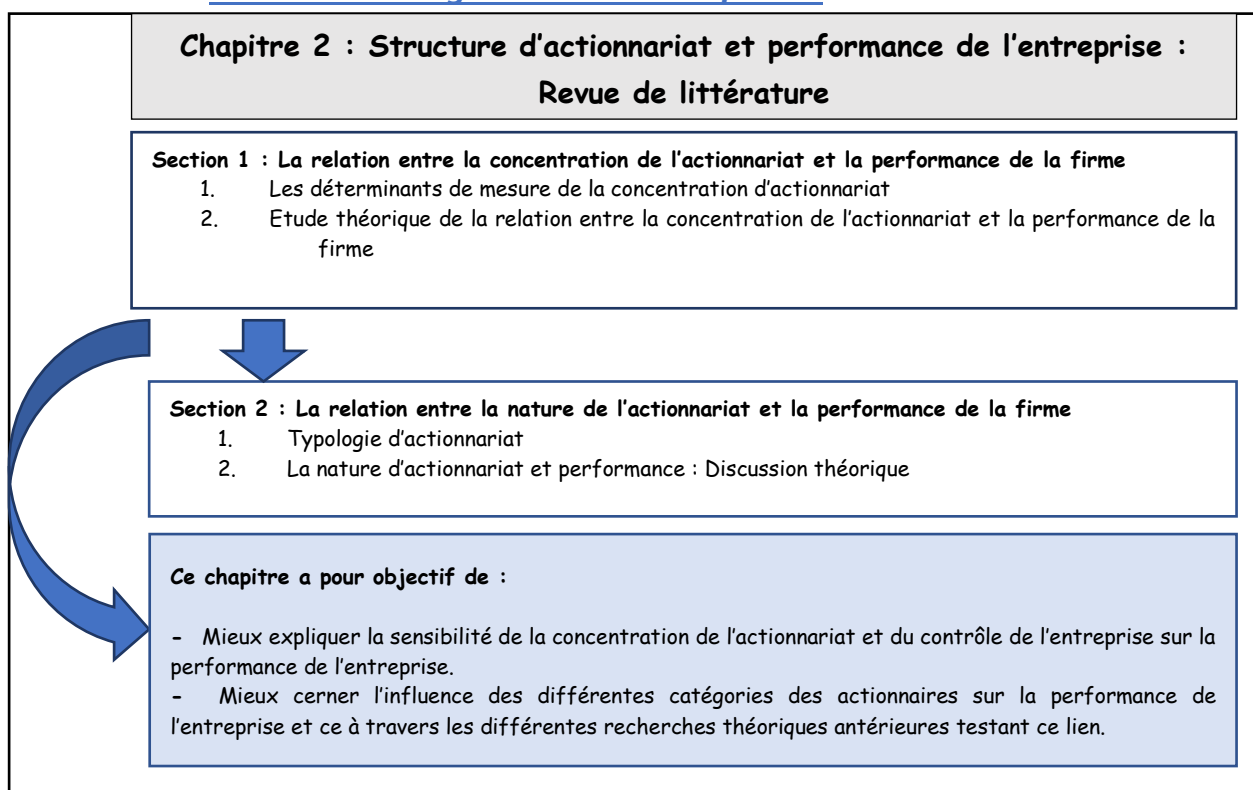 Chapitre 2 : Structure d'actionnariat et performance de l'entreprise :
Revue de littérature
Section 1 : La relation entre la concentration de l'actionnariat et la performance de la firme
1. Les déterminants de mesure de la concentration d'actionnariat
2. Etude théorique de la relation entre la concentration de l'actionnariat et la performance de la
firme
Section 2 : La relation entre la nature de l'actionnariat et la performance de la firme
1. Typologie d'actionnariat
2. La nature d'actionnariat et performance : Discussion théorique
Ce chapitre a pour objectif de :
- Mieux expliquer la sensibilité de la concentration de l'actionnariat et du contrôle de l'entreprise sur la
performance de l'entreprise.
- Mieux cerner l'influence des différentes catégories des actionnaires sur la performance de
l'entreprise et ce à travers les différentes recherches théoriques antérieures testant ce lien.